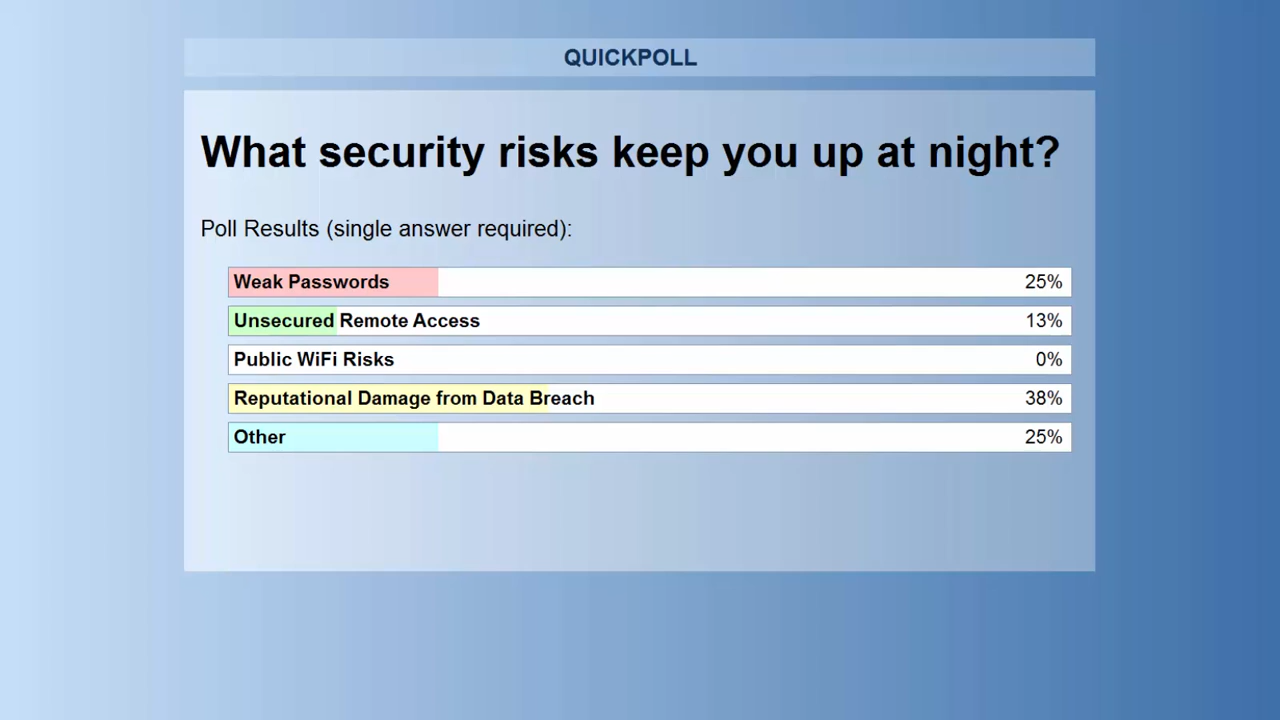 QUICKPOLL
What security risks keep you up at night?
Poll Results (single answer required):
Weak Passwords 25%
Unsecured Remote Access 13%
Public WiFi Risks 0%
Reputational Damage from Data Breach 38%
Other 25%